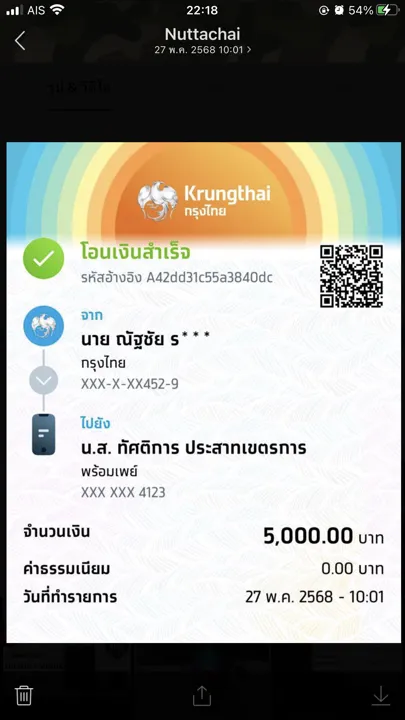 AIS 22:18 54%
Nuttachai
27 พ.ค. 2568 10:01 >
Krungthai
กรุงไทย
โอนเงินสำเร็จ
รหัสอ้างอิง A42dd31c55a3840dc
จาก
นาย ณัฐชัย ร***
กรุงไทย
XXX-X-XX452-9
ไปยัง
น.ส. ทัศติการ ประสาทเขตรการ
พร้อมเพย์
XXX XXX 4123
จำนวนเงิน 5,000.00 บาท
ค่าธรรมเนียม 0.00 บาท
วันที่ทำรายการ 27 พ.ค. 2568 - 10:01